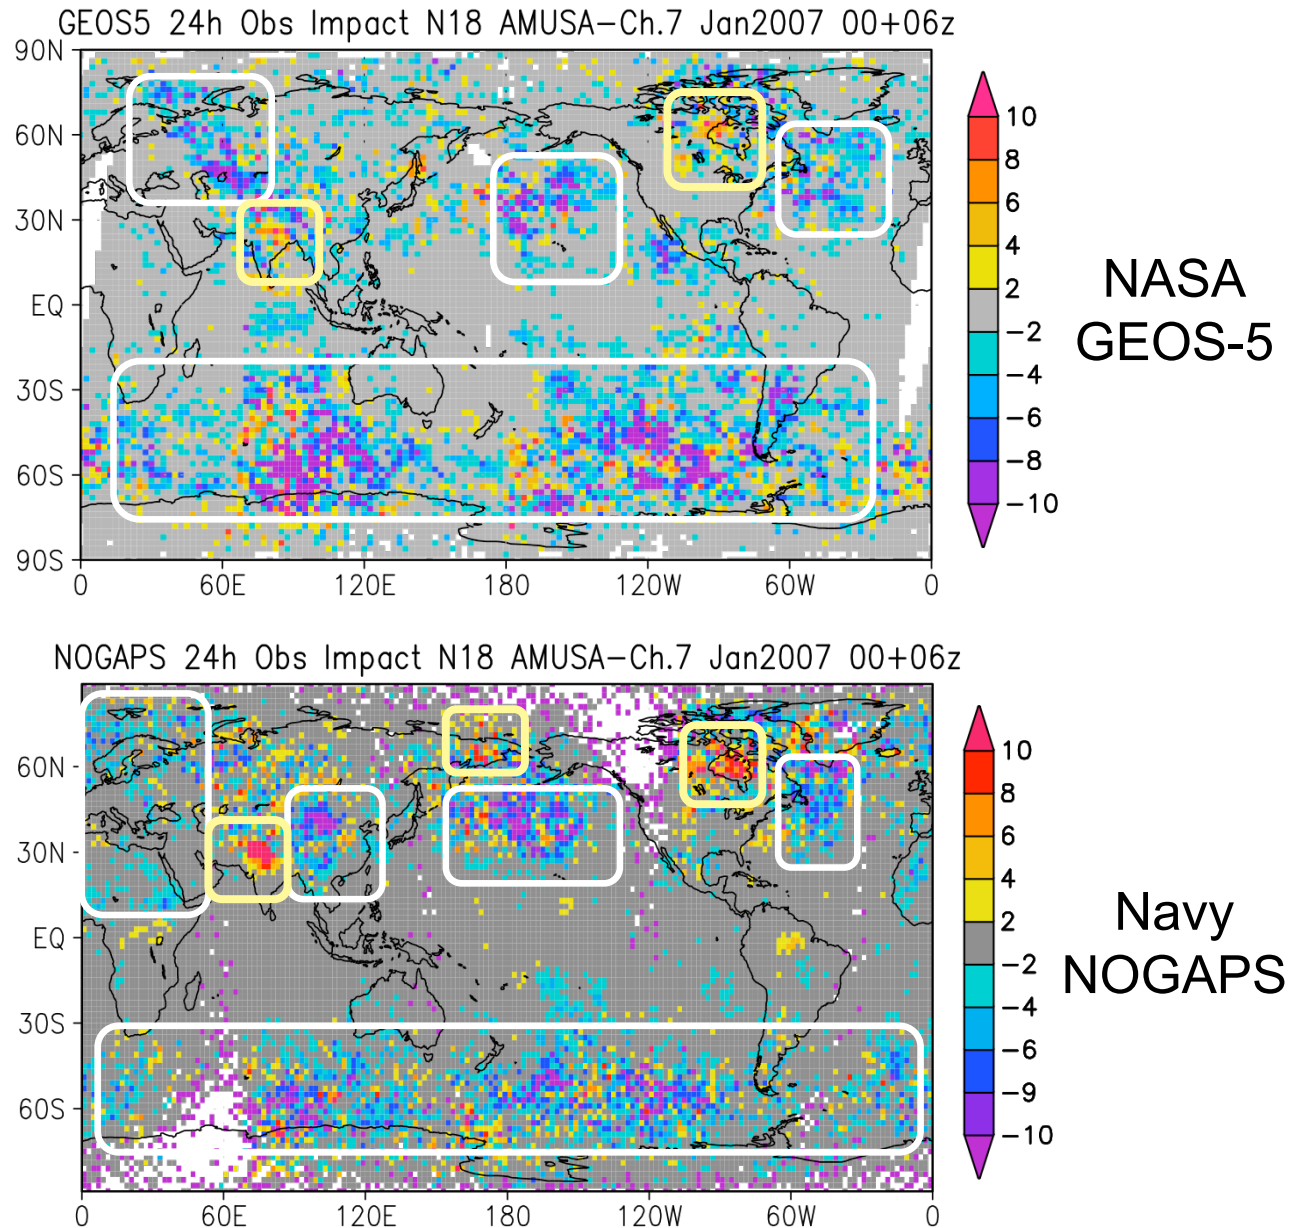 GEOS5 24h Obs Impact N18 AMUSA-Ch.7 Jan2007 00+06z
90N
60N
30N
EQ
30S
60S
90S
0 60E 120E 180 120W 60W 0
10
8
6
4
2
-2
-4
-6
-8
-10
NASA
GEOS-5
NOGAPS 24h Obs Impact N18 AMUSA-Ch.7 Jan2007 00+06z
60N
30N
EQ
30S
60S
0 60E 120E 180 120W 60W 0
10
8
6
4
2
-2
-4
-6
-9
-10
Navy
NOGAPS